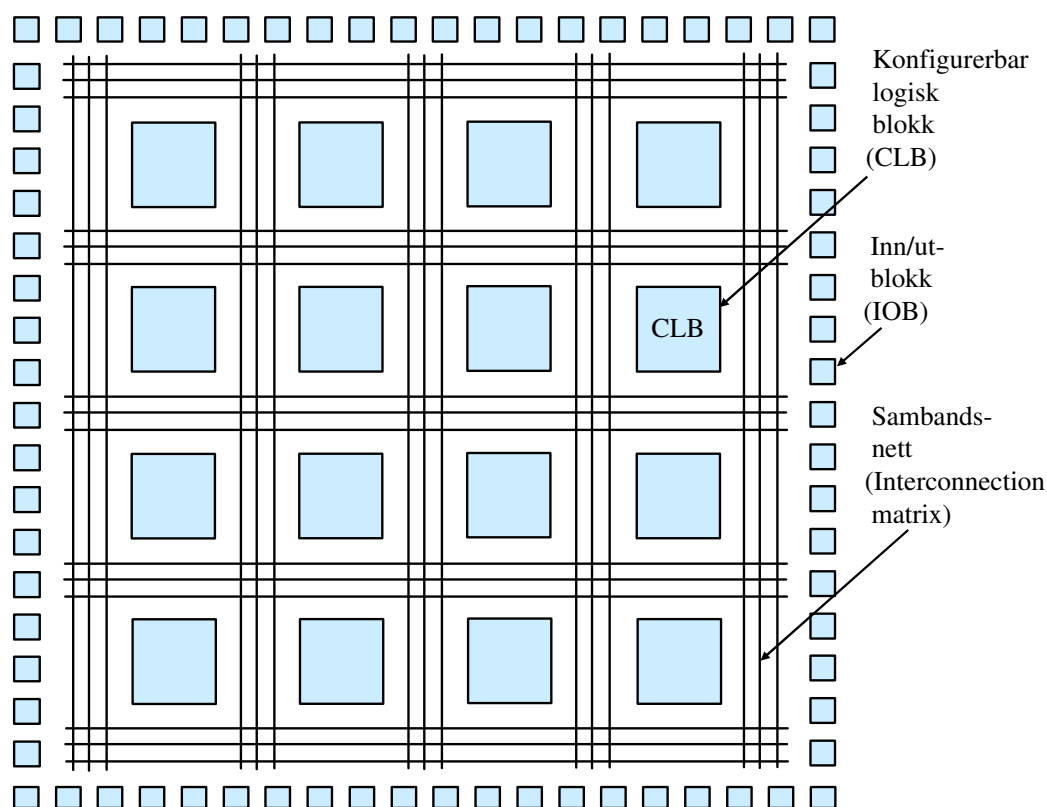 Konfigurerbar
logisk
blokk
(CLB)
Inn/ut-
blokk
(IOB)
CLB
Sambands-
nett
(Interconnection
matrix)